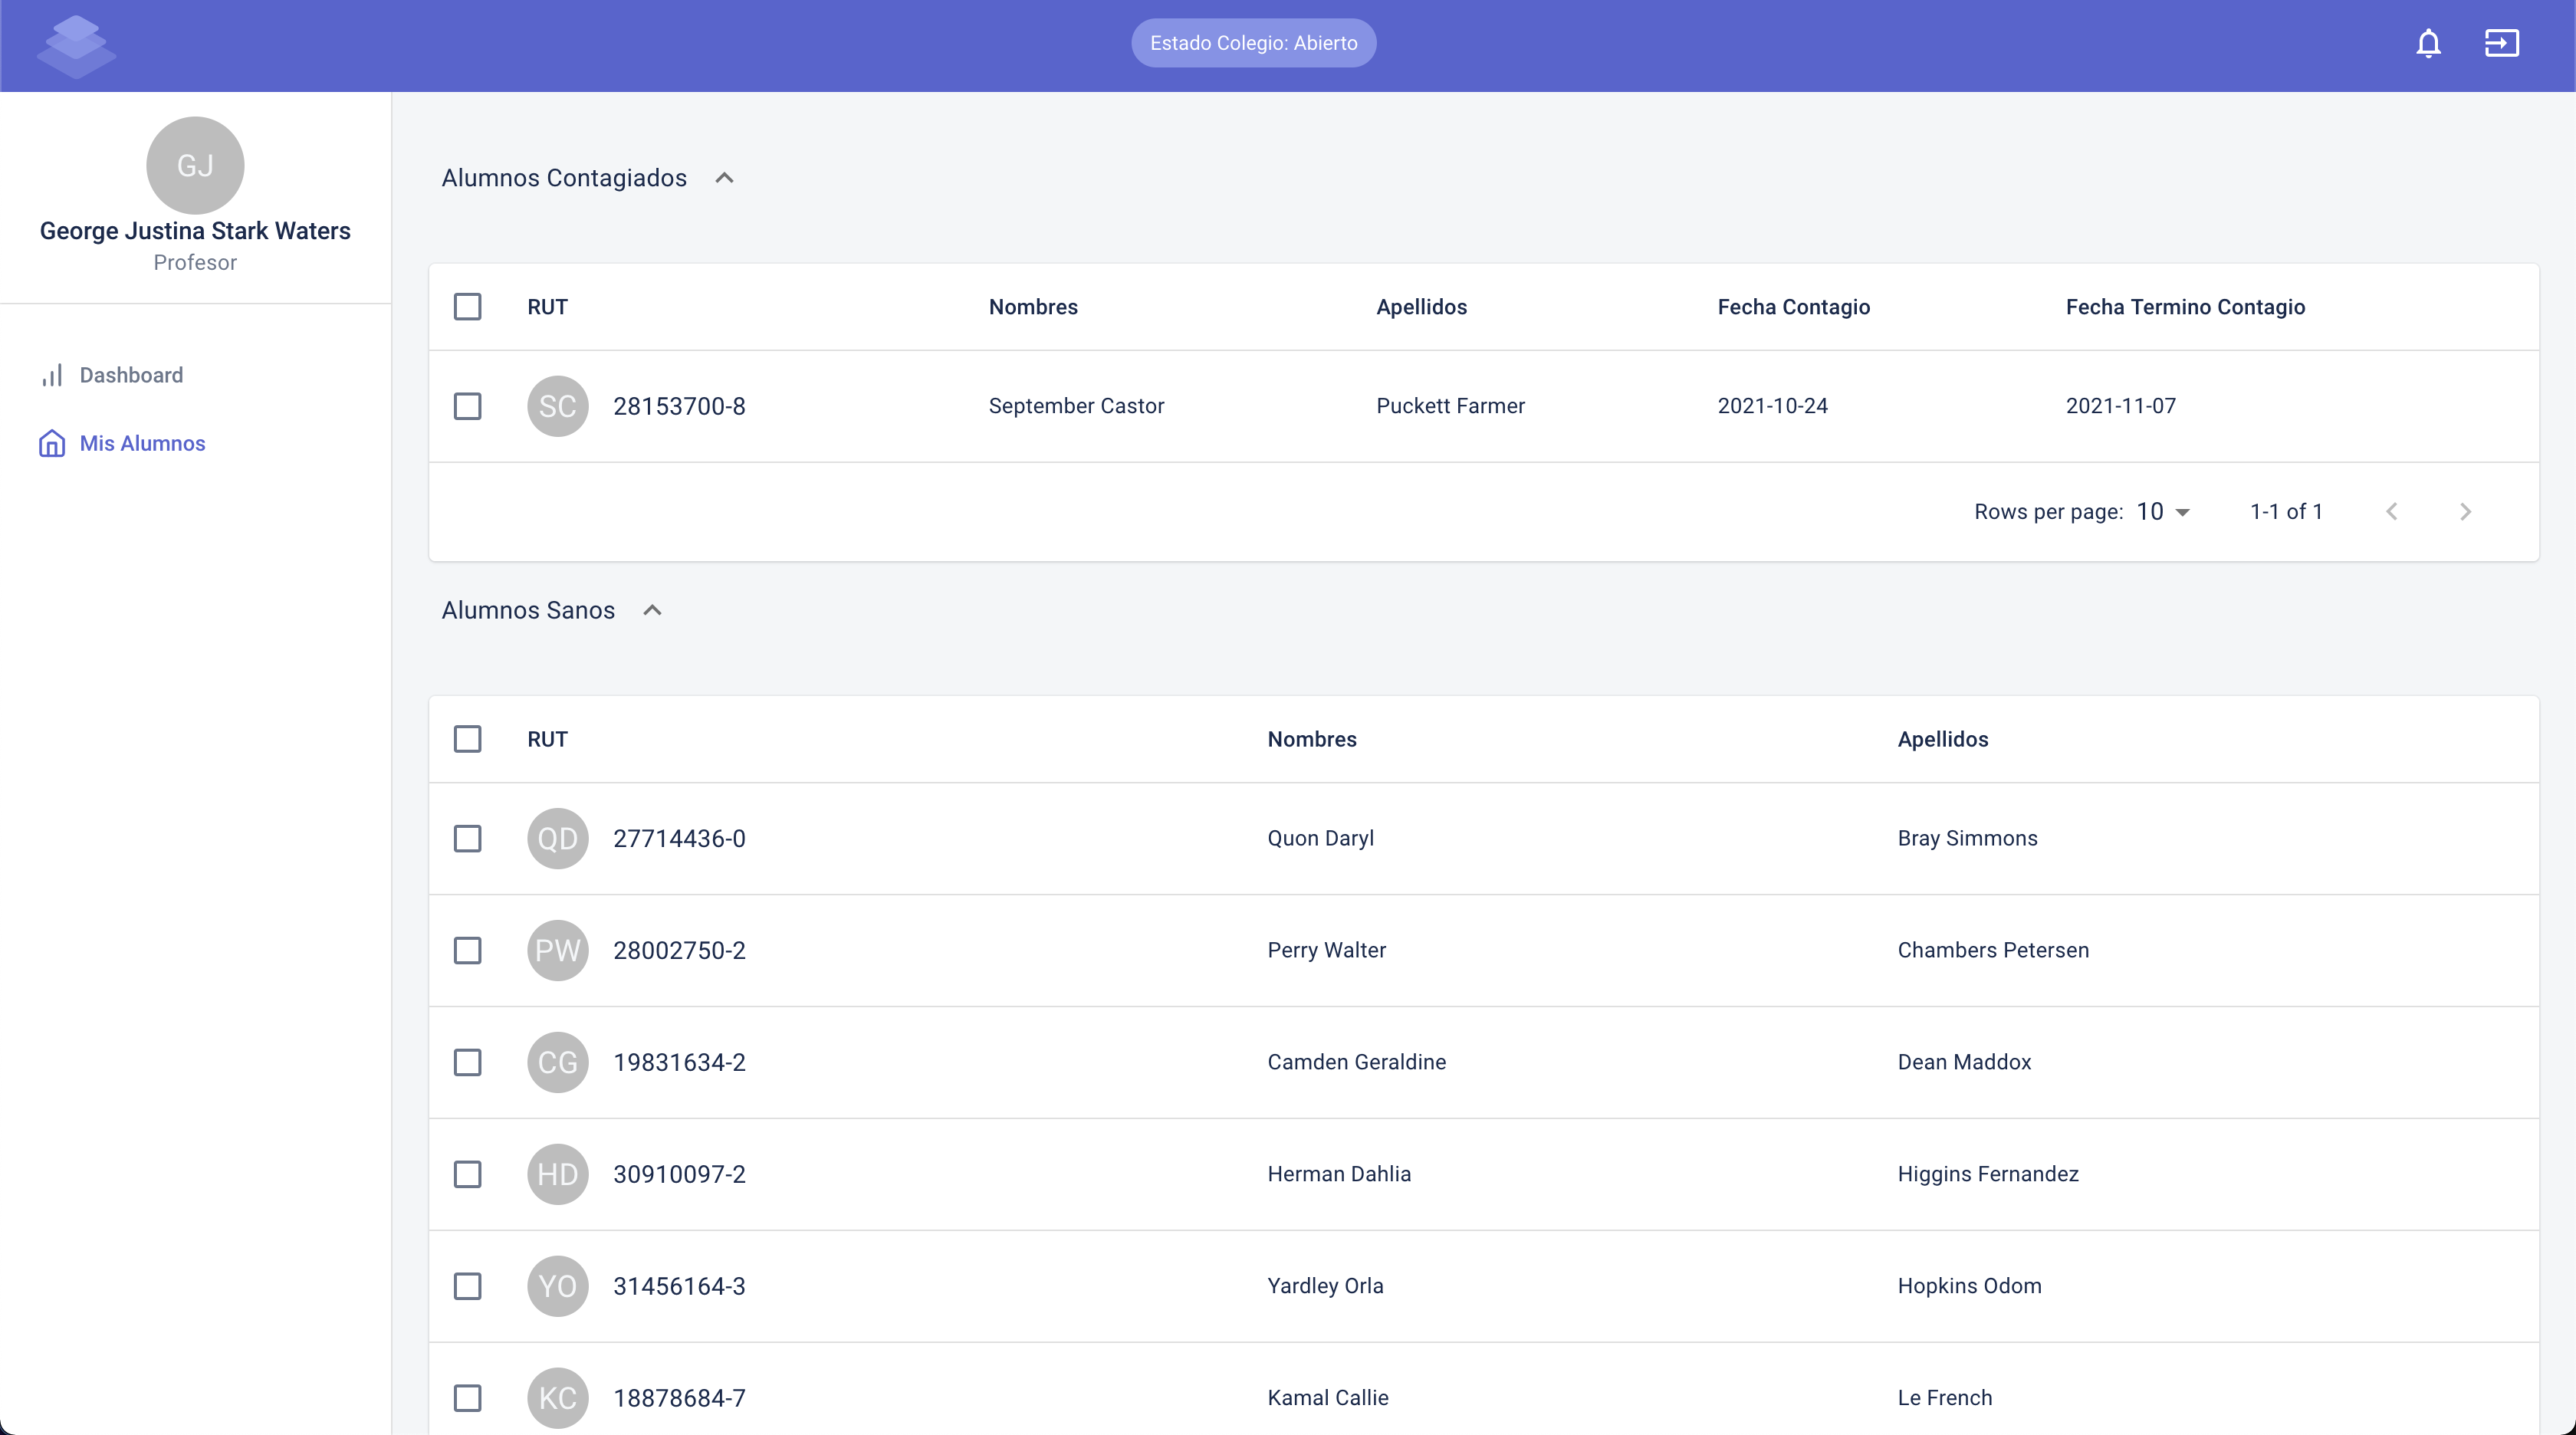 Estado Colegio: Abierto
GJ
George Justina Stark Waters
Profesor
Dashboard
Mis Alumnos
Alumnos Contagiados
RUT Nombres Apellidos Fecha Contagio Fecha Termino Contagio
SC 28153700-8 September Castor Puckett Farmer 2021-10-24 2021-11-07
Rows per page: 10 1-1 of 1
Alumnos Sanos
RUT Nombres Apellidos
QD 27714436-0 Quon Daryl Bray Simmons
PW 28002750-2 Perry Walter Chambers Petersen
CG 19831634-2 Camden Geraldine Dean Maddox
HD 30910097-2 Herman Dahlia Higgins Fernandez
YO 31456164-3 Yardley Orla Hopkins Odom
KC 18878684-7 Kamal Callie Le French